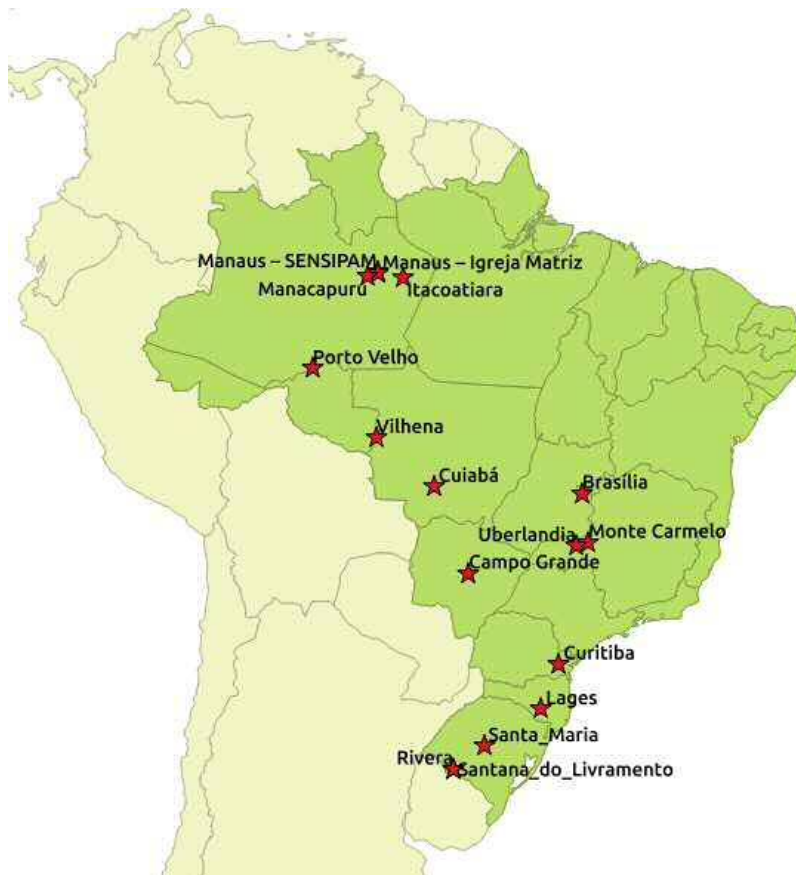 Manaus – SENSIPAM
Manaus – Igreja Matriz
Manacapuru
Itacoatiara
Porto Velho
Vilhena
Cuiabá
Brasília
Uberlandia
Monte Carmelo
Campo Grande
Curitiba
Lages
Santa_Maria
Rivera
Santana_do_Livramento